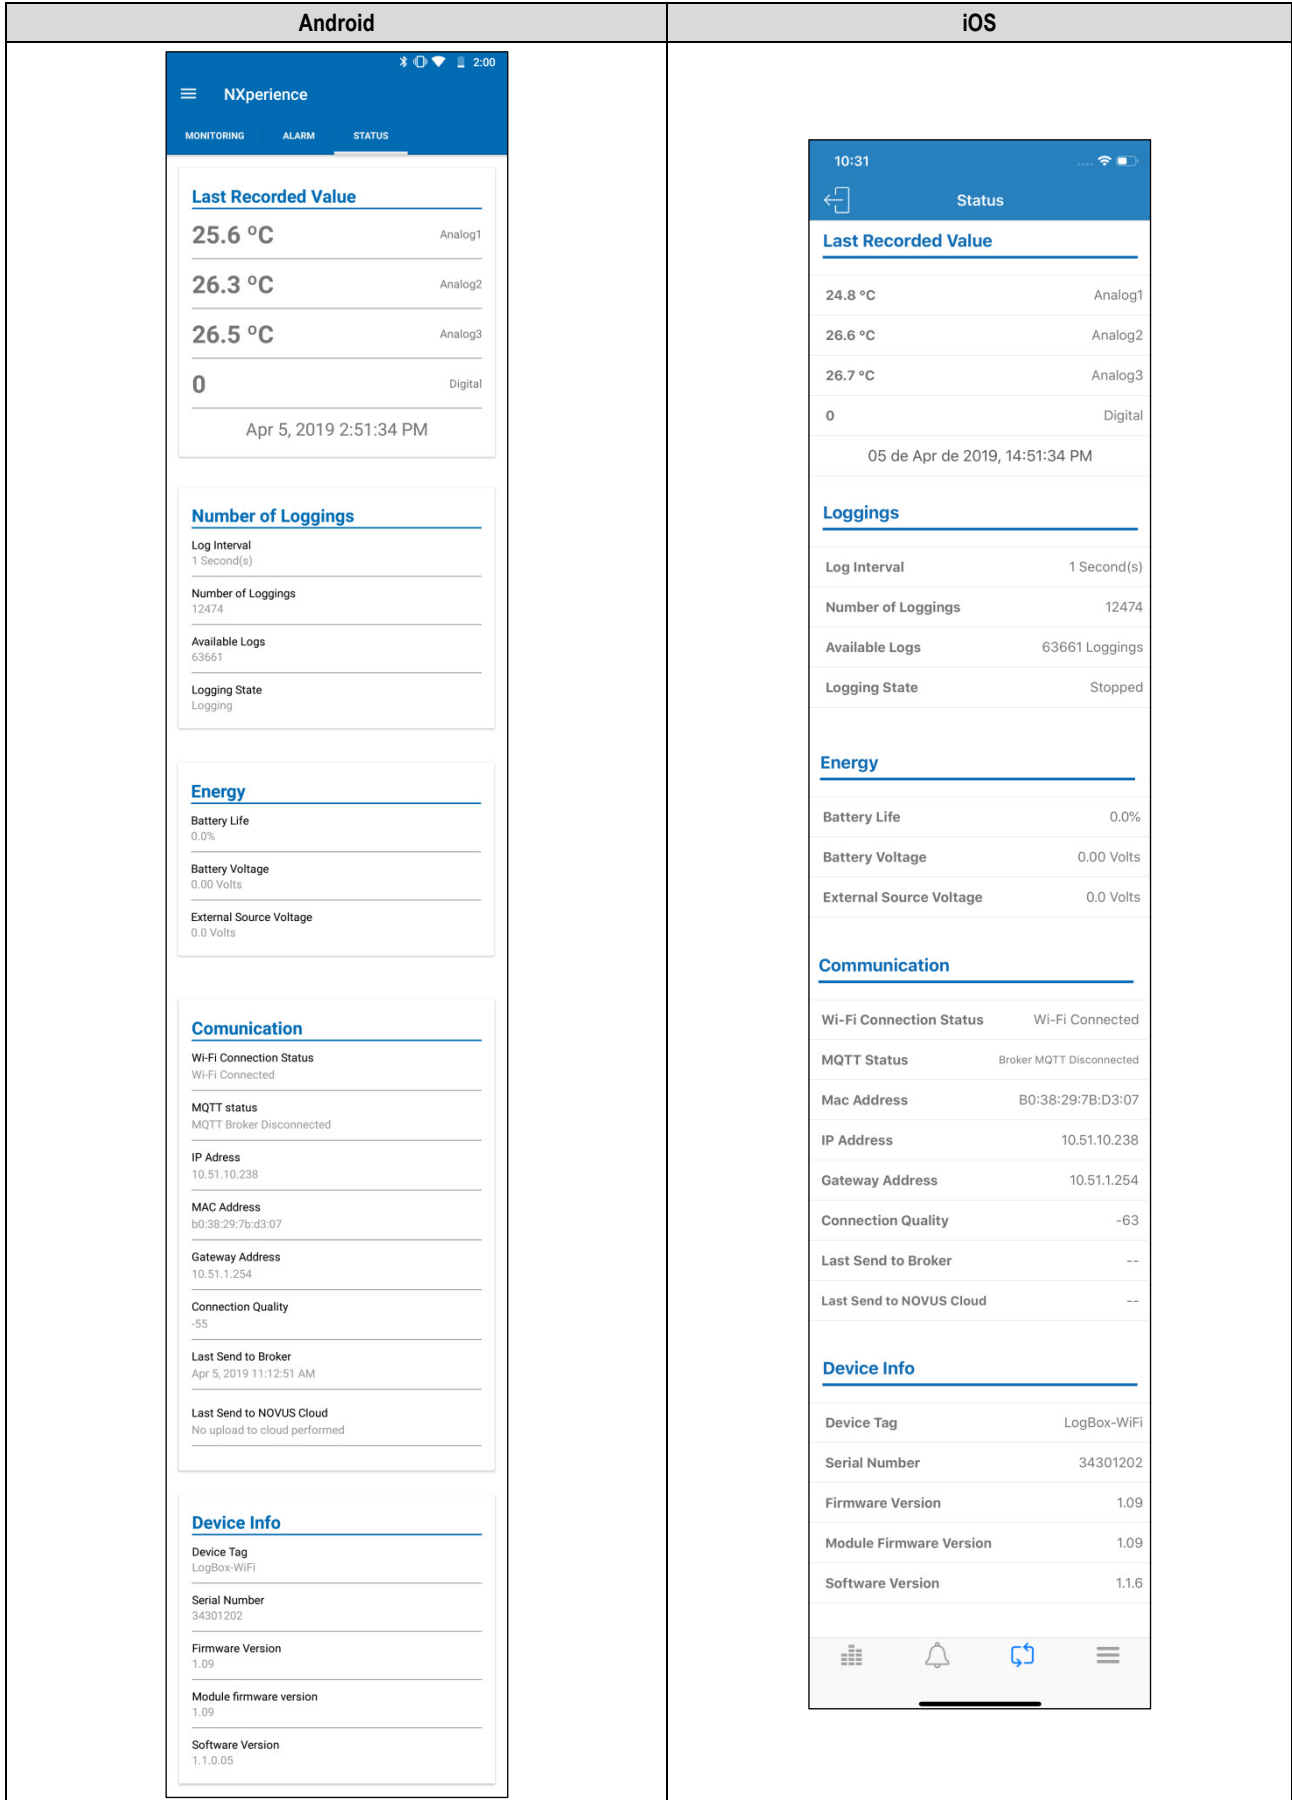 Android
iOS
2:00
NXperience
MONITORING ALARM STATUS
Last Recorded Value
25.6 ºC Analog1
26.3 ºC Analog2
26.5 ºC Analog3
0 Digital
Apr 5, 2019 2:51:34 PM
Number of Loggings
Log Interval
1 Second(s)
Number of Loggings
12474
Available Logs
63661
Logging State
Logging
Energy
Battery Life
0.0%
Battery Voltage
0.00 Volts
External Source Voltage
0.0 Volts
Comunication
Wi-Fi Connection Status
Wi-Fi Connected
MQTT status
MQTT Broker Disconnected
IP Adress
10.51.10.238
MAC Address
b0:38:29:7b:d3:07
Gateway Address
10.51.1.254
Connection Quality
-55
Last Send to Broker
Apr 5, 2019 11:12:51 AM
Last Send to NOVUS Cloud
No upload to cloud performed
Device Info
Device Tag
LogBox-WiFi
Serial Number
34301202
Firmware Version
1.09
Module firmware version
1.09
Software Version
1.1.0.05
10:31
Status
Last Recorded Value
24.8 °C Analog1
26.6 °C Analog2
26.7 °C Analog3
0 Digital
05 de Apr de 2019, 14:51:34 PM
Loggings
Log Interval 1 Second(s)
Number of Loggings 12474
Available Logs 63661 Loggings
Logging State Stopped
Energy
Battery Life 0.0%
Battery Voltage 0.00 Volts
External Source Voltage 0.0 Volts
Communication
Wi-Fi Connection Status Wi-Fi Connected
MQTT Status Broker MQTT Disconnected
Mac Address B0:38:29:7B:D3:07
IP Address 10.51.10.238
Gateway Address 10.51.1.254
Connection Quality -63
Last Send to Broker --
Last Send to NOVUS Cloud --
Device Info
Device Tag LogBox-WiFi
Serial Number 34301202
Firmware Version 1.09
Module Firmware Version 1.09
Software Version 1.1.6